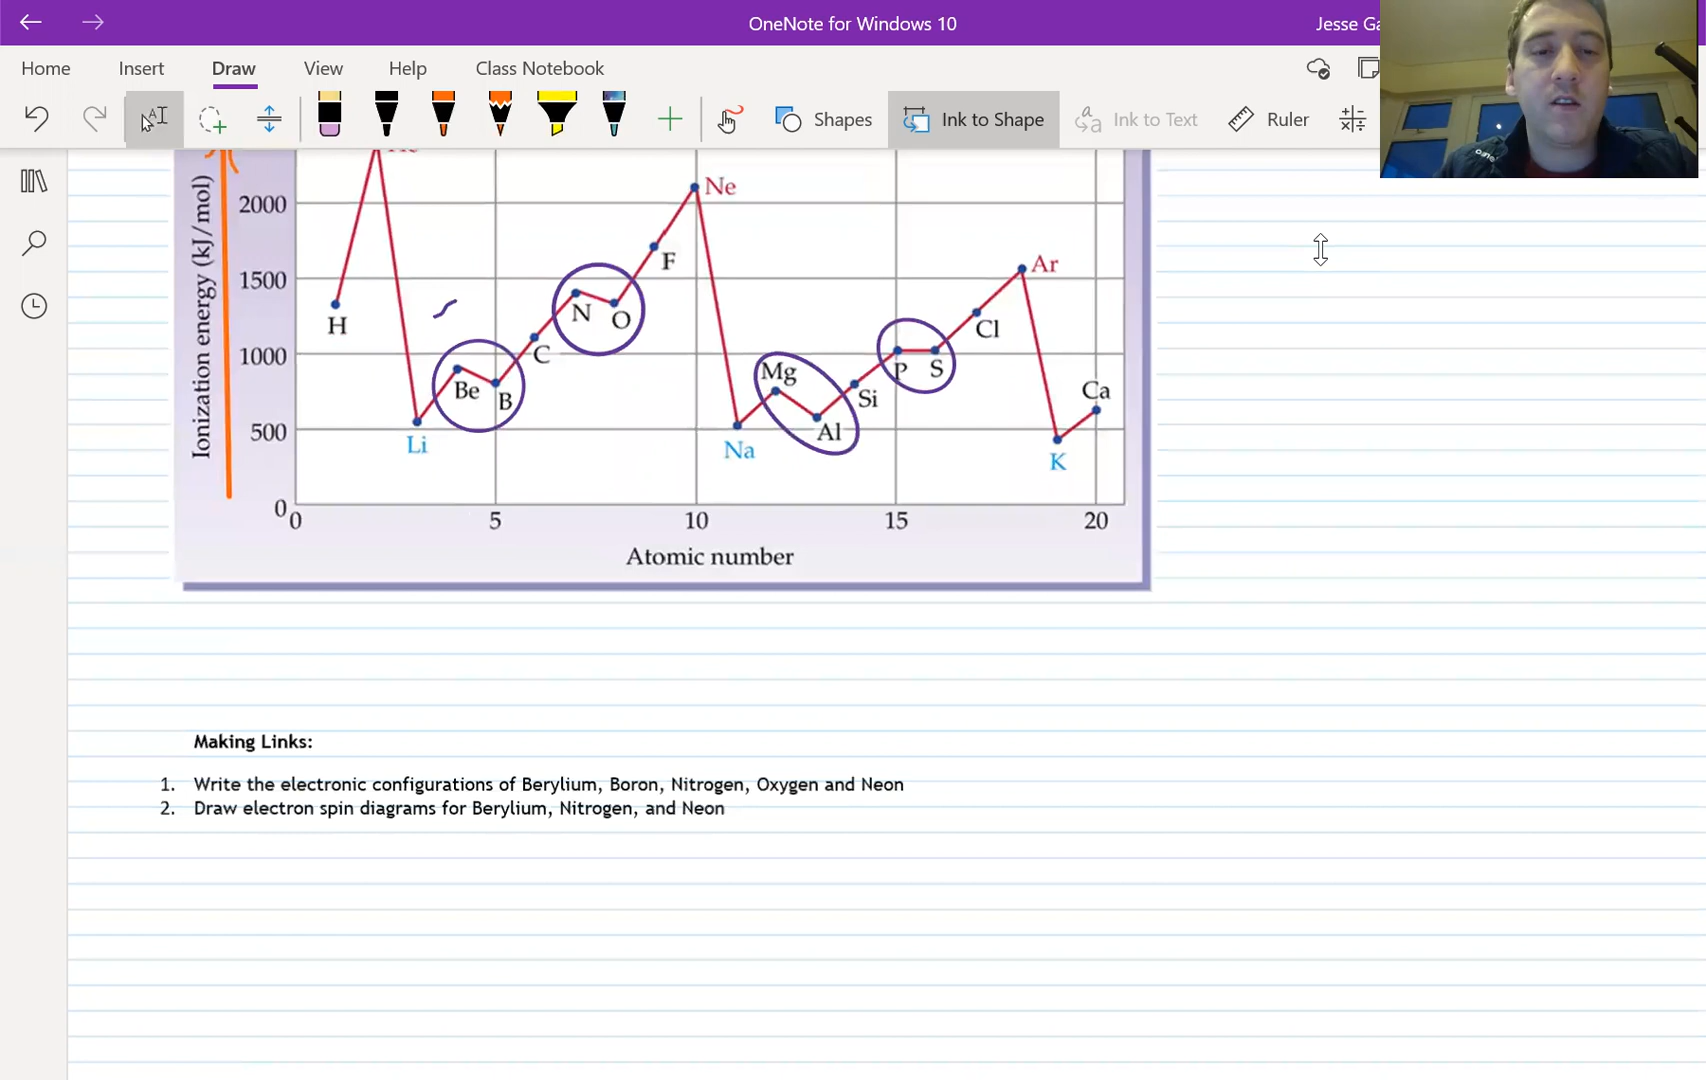 OneNote for Windows 10
Jesse
Home Insert Draw View Help Class Notebook
Shapes Ink to Shape Ink to Text Ruler
Ionization energy (kJ/mol)
2000
1500
1000
500
0
H
Li
Be
B
C
N
O
F
Ne
Na
Mg
Al
Si
P
S
Cl
Ar
K
Ca
0 5 10 15 20
Atomic number
Making Links:
1. Write the electronic configurations of Berylium, Boron, Nitrogen, Oxygen and Neon
2. Draw electron spin diagrams for Berylium, Nitrogen, and Neon